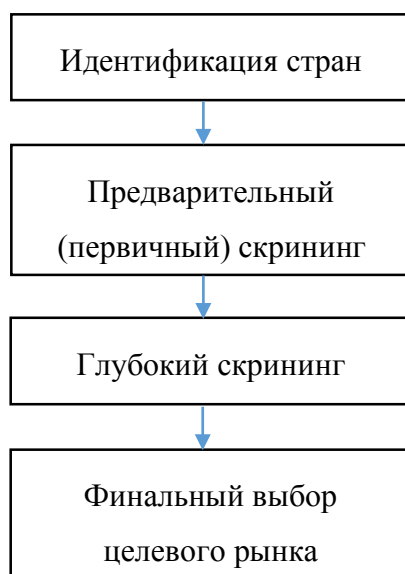 Идентификация стран
Предварительный
(первичный) скрининг
Глубокий скрининг
Финальный выбор
целевого рынка